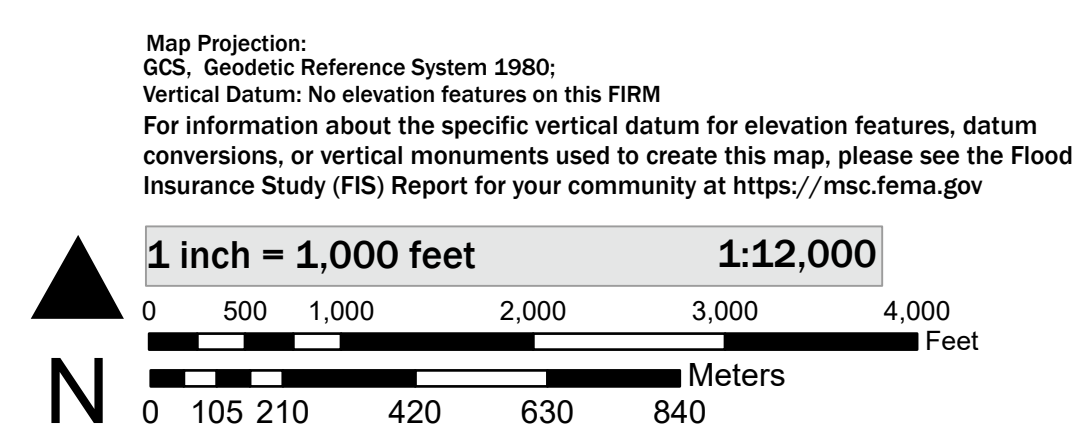 Map Projection:
GCS, Geodetic Reference System 1980;
Vertical Datum: No elevation features on this FIRM
For information about the specific vertical datum for elevation features, datum
conversions, or vertical monuments used to create this map, please see the Flood
Insurance Study (FIS) Report for your community at https://msc.fema.gov
1 inch = 1,000 feet 1:12,000
0 500 1,000 2,000 3,000 4,000
Feet
N
Meters
0 105 210 420 630 840